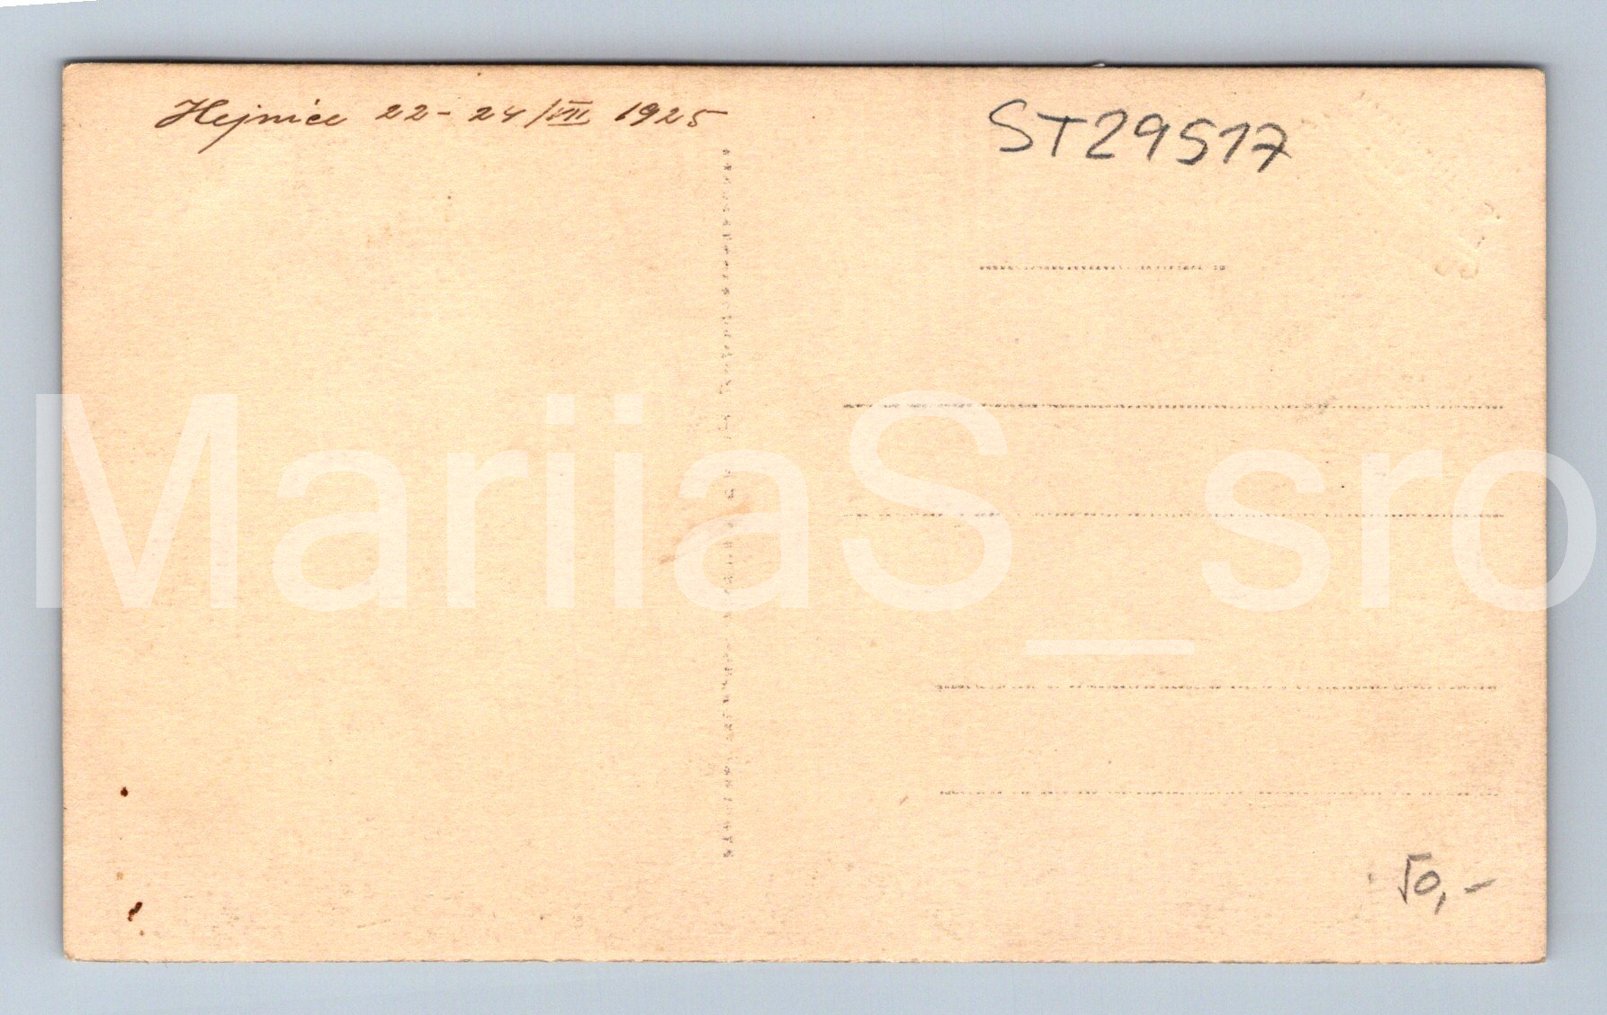 Hejnice 22 - 24/VII 1925
ST29517
MariiaS_sro
50,-